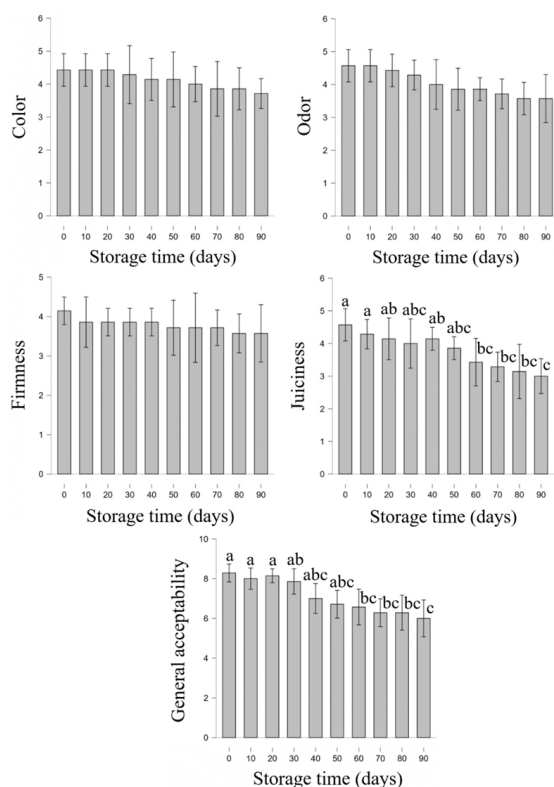 6
5
4
3
2
1
0
Color
0 10 20 30 40 50 60 70 80 90
Storage time (days)
6
5
4
3
2
1
0
Odor
0 10 20 30 40 50 60 70 80 90
Storage time (days)
5
4
3
2
1
0
Firmness
0 10 20 30 40 50 60 70 80 90
Storage time (days)
6
5
4
3
2
1
0
Juiciness
a a ab abc ab abc bc bc bc c
0 10 20 30 40 50 60 70 80 90
Storage time (days)
10
8
6
4
2
0
General acceptability
a a a ab abc abc bc bc bc c
0 10 20 30 40 50 60 70 80 90
Storage time (days)